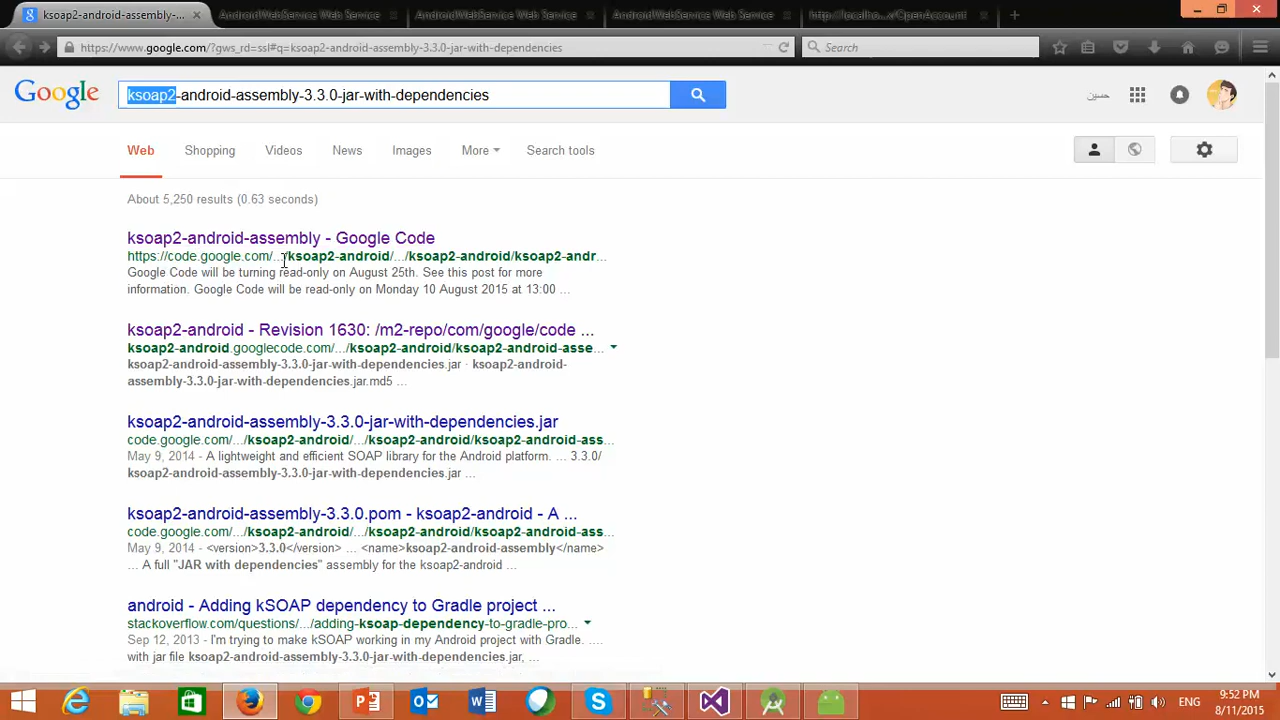 ksoap2-android-assembly-...
AndroidWebService Web Service
AndroidWebService Web Service
AndroidWebService Web Service
http://localho...x/OpenAccount
https://www.google.com/?gws_rd=ssl#q=ksoap2-android-assembly-3.3.0-jar-with-dependencies
Search
Google
ksoap2-android-assembly-3.3.0-jar-with-dependencies
حسين
Web
Shopping
Videos
News
Images
More
Search tools
About 5,250 results (0.63 seconds)
ksoap2-android-assembly - Google Code
https://code.google.com/.../ksoap2-android/.../ksoap2-android/ksoap2-andr...
Google Code will be turning read-only on August 25th. See this post for more
information. Google Code will be read-only on Monday 10 August 2015 at 13:00 ...
ksoap2-android - Revision 1630: /m2-repo/com/google/code ...
ksoap2-android.googlecode.com/.../ksoap2-android/ksoap2-android-asse...
ksoap2-android-assembly-3.3.0-jar-with-dependencies.jar · ksoap2-android-
assembly-3.3.0-jar-with-dependencies.jar.md5 ...
ksoap2-android-assembly-3.3.0-jar-with-dependencies.jar
code.google.com/.../ksoap2-android/.../ksoap2-android/ksoap2-android-ass...
May 9, 2014 - A lightweight and efficient SOAP library for the Android platform. ... 3.3.0/
ksoap2-android-assembly-3.3.0-jar-with-dependencies.jar ...
ksoap2-android-assembly-3.3.0.pom - ksoap2-android - A ...
code.google.com/.../ksoap2-android/.../ksoap2-android/ksoap2-android-ass...
May 9, 2014 - <version>3.3.0</version> ... <name>ksoap2-android-assembly</name>
... A full "JAR with dependencies" assembly for the ksoap2-android ...
android - Adding kSOAP dependency to Gradle project ...
stackoverflow.com/questions/.../adding-ksoap-dependency-to-gradle-pro...
Sep 12, 2013 - I'm trying to make kSOAP working in my Android project with Gradle. ....
with jar file ksoap2-android-assembly-3.3.0-jar-with-dependencies.jar, ...
ENG
9:52 PM
8/11/2015